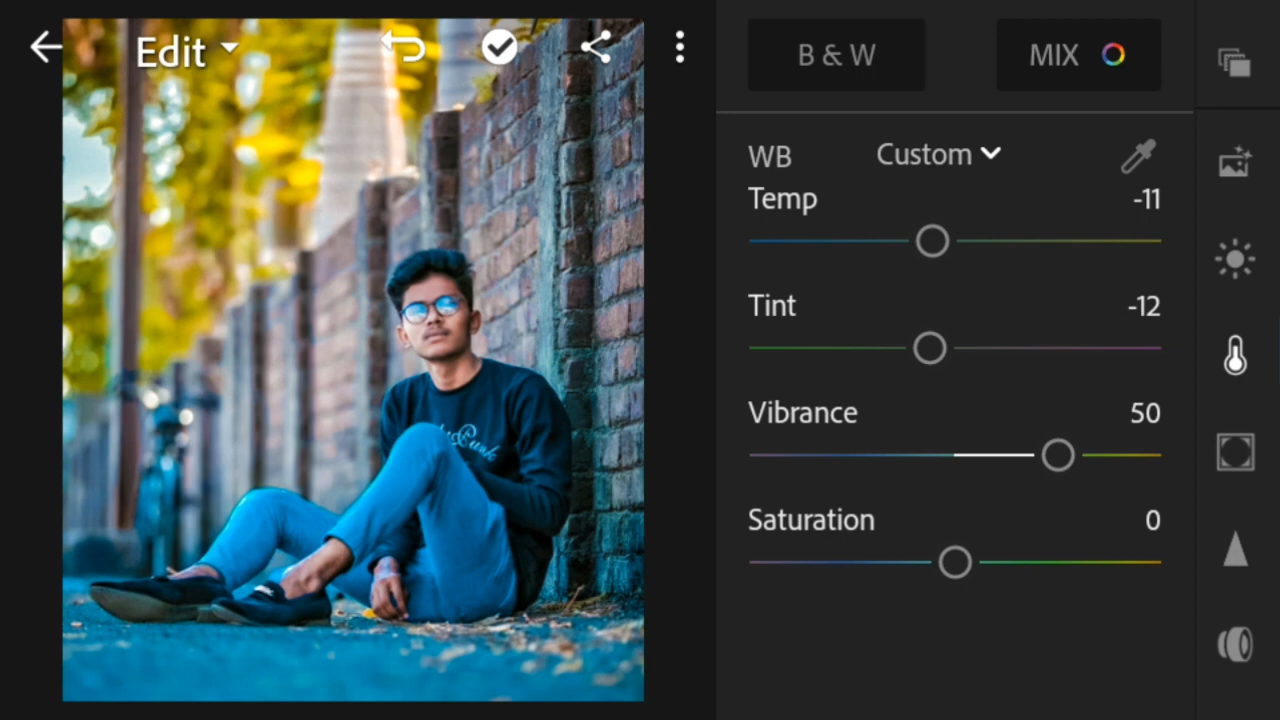 Edit
B & W
MIX
WB
Custom
Temp
-11
Tint
-12
Vibrance
50
Saturation
0